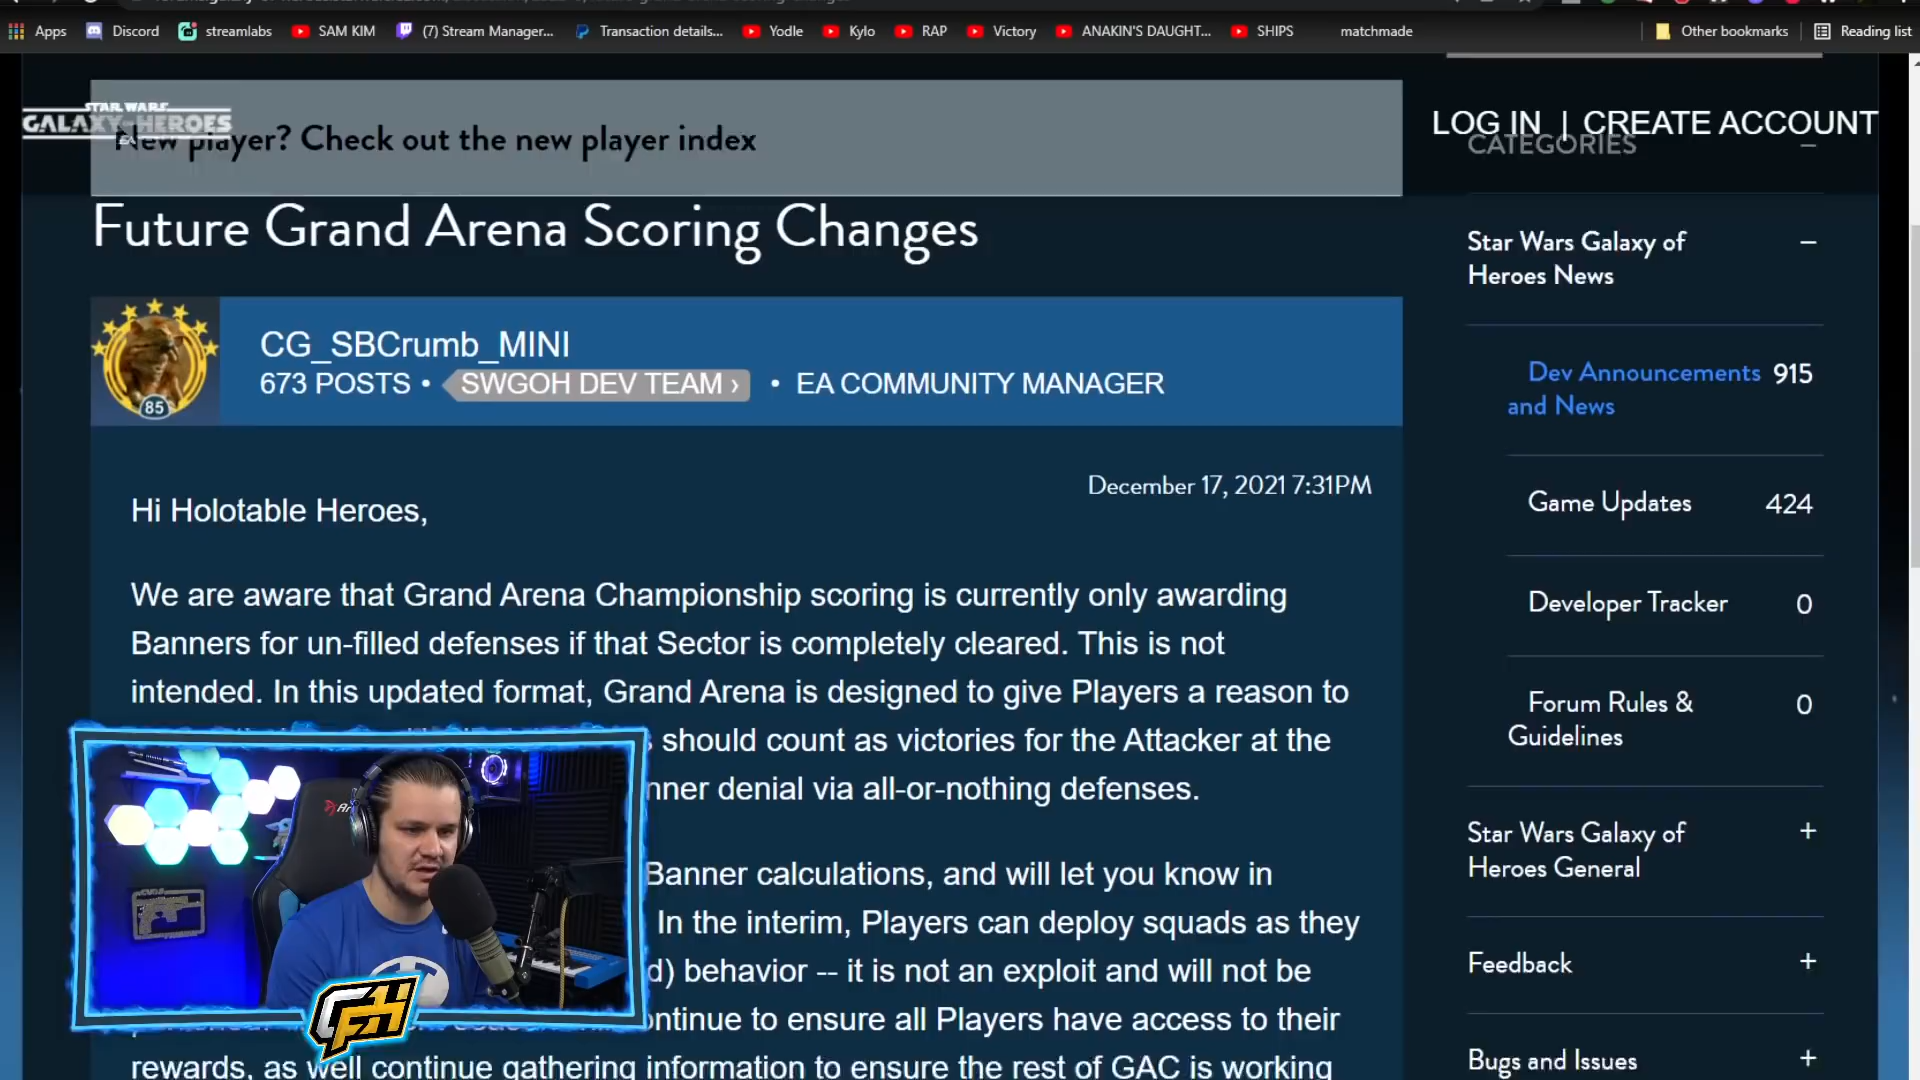 Apps Discord streamlabs SAM KIM (7) Stream Manager... Transaction details... Yodle Kylo RAP Victory ANAKIN'S DAUGHT... SHIPS matchmade Other bookmarks Reading list
STAR WARS
GALAXY OF HEROES
EA
New player? Check out the new player index
LOG IN | CREATE ACCOUNT
CATEGORIES
Future Grand Arena Scoring Changes
CG_SBCrumb_MINI
673 POSTS • SWGOH DEV TEAM › • EA COMMUNITY MANAGER
85
December 17, 2021 7:31PM
Hi Holotable Heroes,
We are aware that Grand Arena Championship scoring is currently only awarding
Banners for un-filled defenses if that Sector is completely cleared. This is not
intended. In this updated format, Grand Arena is designed to give Players a reason to
should count as victories for the Attacker at the
nner denial via all-or-nothing defenses.
Banner calculations, and will let you know in
In the interim, Players can deploy squads as they
d) behavior -- it is not an exploit and will not be
ontinue to ensure all Players have access to their
rewards, as well continue gathering information to ensure the rest of GAC is working
Star Wars Galaxy of –
Heroes News
Dev Announcements 915
and News
Game Updates 424
Developer Tracker 0
Forum Rules & 0
Guidelines
Star Wars Galaxy of +
Heroes General
Feedback +
Bugs and Issues +